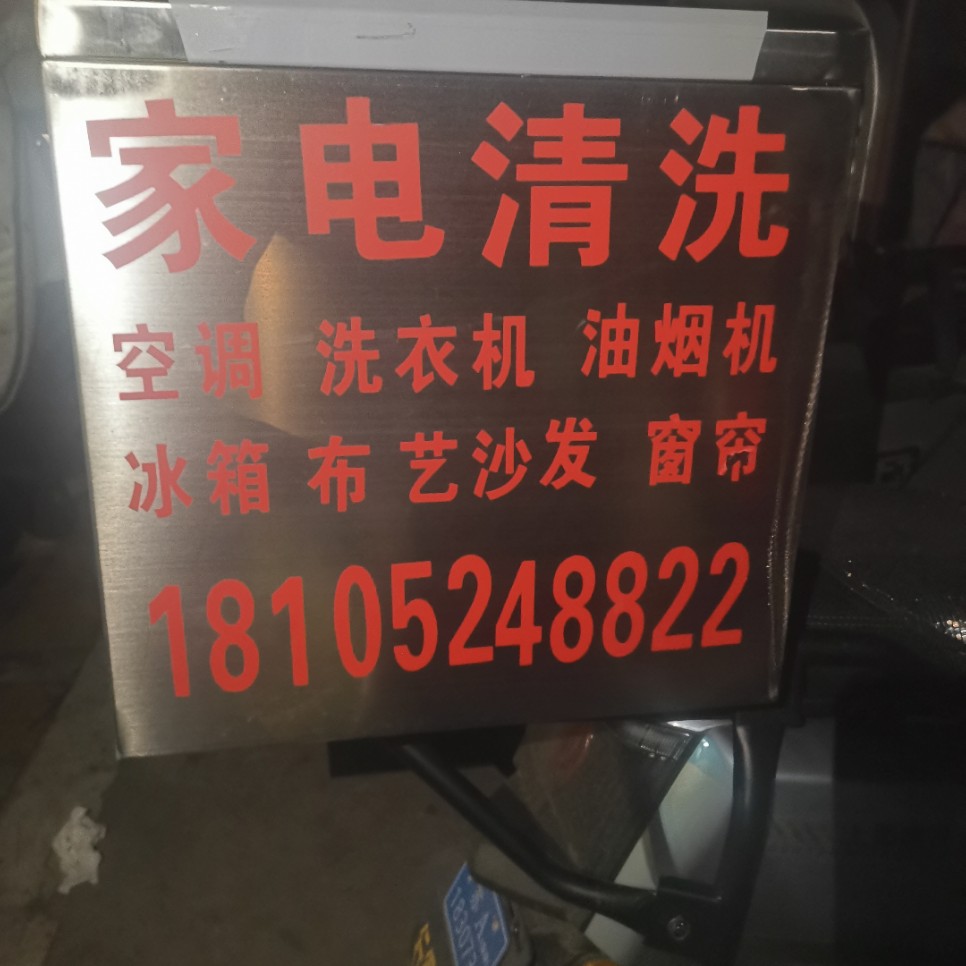 家电清洗
空调 洗衣机 油烟机
冰箱 布艺沙发 窗帘
18105248822